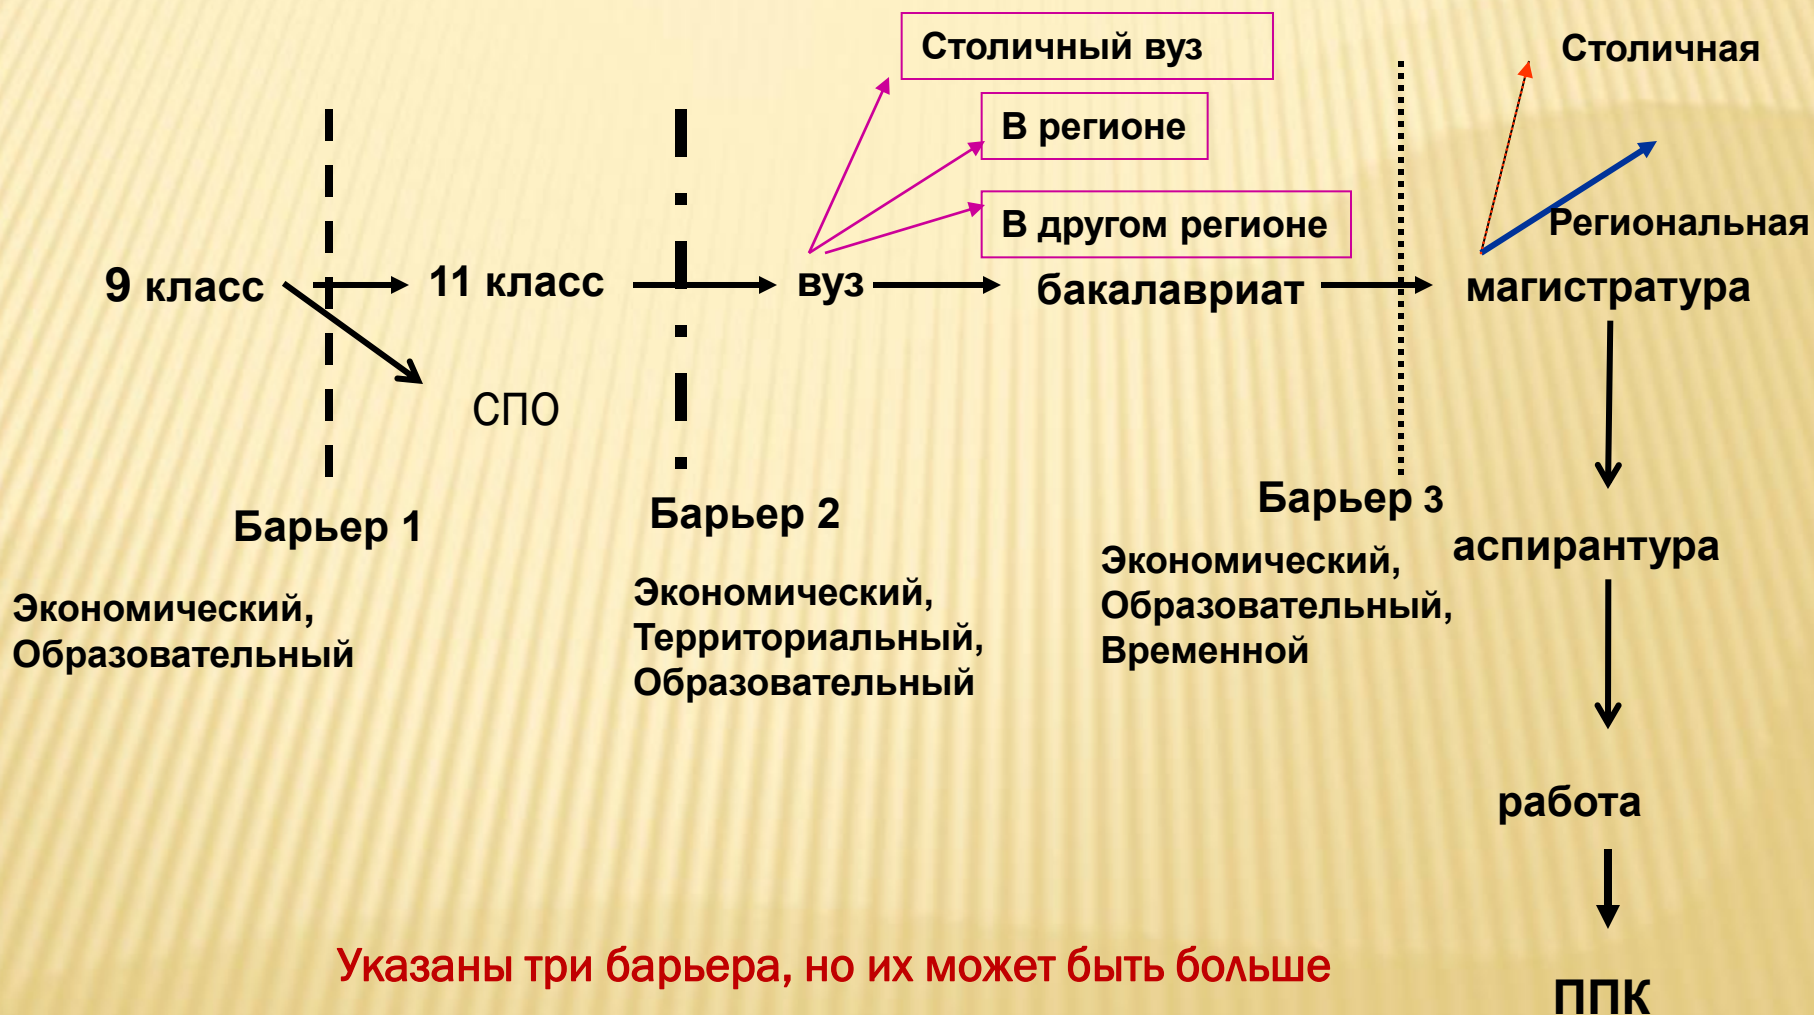 Столичный вуз
Столичная
В регионе
В другом регионе
Региональная
9 класс
11 класс
вуз
бакалавриат
магистратура
СПО
Барьер 1
Барьер 2
Барьер 3
Экономический,
Образовательный
Экономический,
Территориальный,
Образовательный
Экономический,
Образовательный,
Временной
аспирантура
работа
Указаны три барьера, но их может быть больше
ППК